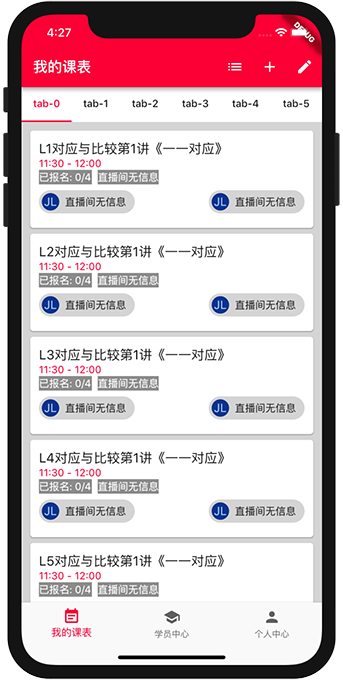 4:27
DEBUG
我的课表
tab-0 tab-1 tab-2 tab-3 tab-4 tab-5
L1对应与比较第1讲《一一对应》
11:30 - 12:00
已报名: 0/4 直播间无信息
JL 直播间无信息 JL 直播间无信息
L2对应与比较第1讲《一一对应》
11:30 - 12:00
已报名: 0/4 直播间无信息
JL 直播间无信息 JL 直播间无信息
L3对应与比较第1讲《一一对应》
11:30 - 12:00
已报名: 0/4 直播间无信息
JL 直播间无信息 JL 直播间无信息
L4对应与比较第1讲《一一对应》
11:30 - 12:00
已报名: 0/4 直播间无信息
JL 直播间无信息 JL 直播间无信息
L5对应与比较第1讲《一一对应》
11:30 - 12:00
已报名: 0/4 直播间无信息
我的课表 学员中心 个人中心